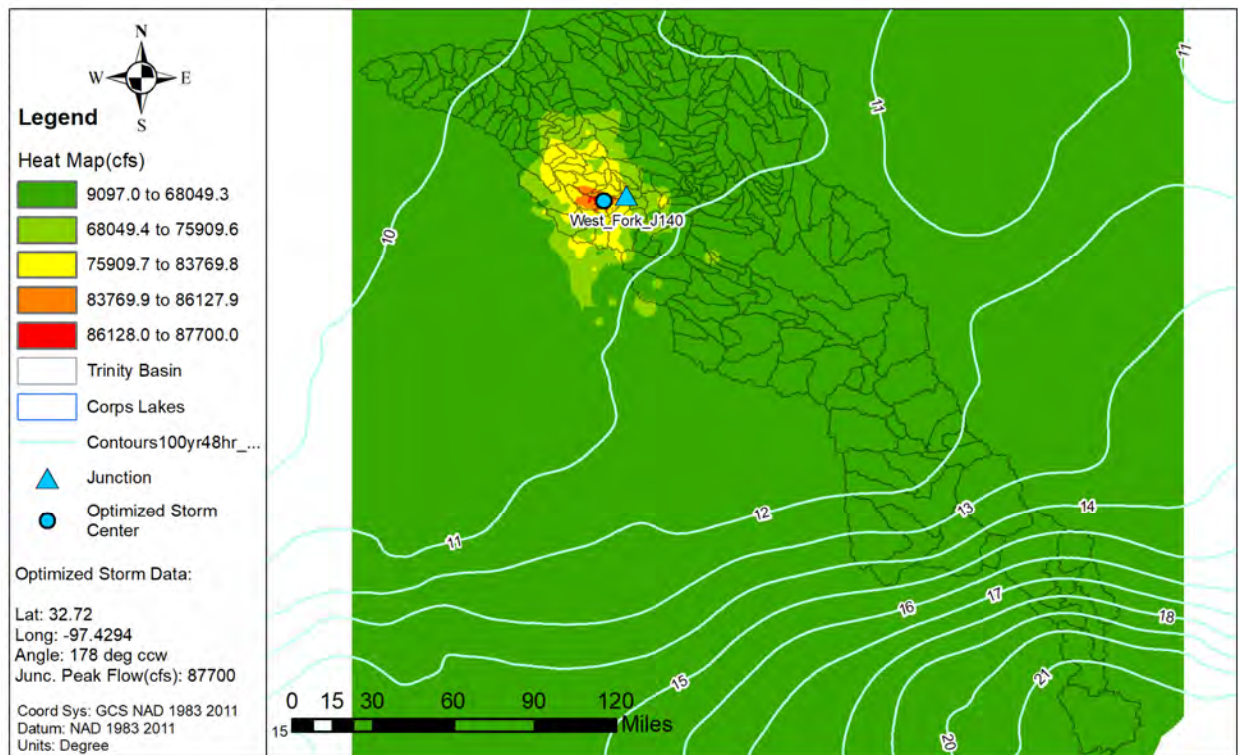 N
W E
S
Legend
Heat Map(cfs)
9097.0 to 68049.3
68049.4 to 75909.6
75909.7 to 83769.8
83769.9 to 86127.9
86128.0 to 87700.0
Trinity Basin
Corps Lakes
Contours100yr48hr_...
Junction
Optimized Storm
Center
Optimized Storm Data:
Lat: 32.72
Long: -97.4294
Angle: 178 deg ccw
Junc. Peak Flow(cfs): 87700
Coord Sys: GCS NAD 1983 2011
Datum: NAD 1983 2011
Units: Degree
11
11
West_Fork_J140
10
11
12
13
14
16
17
18
15
21
20
0 15 30 60 90 120
Miles
15